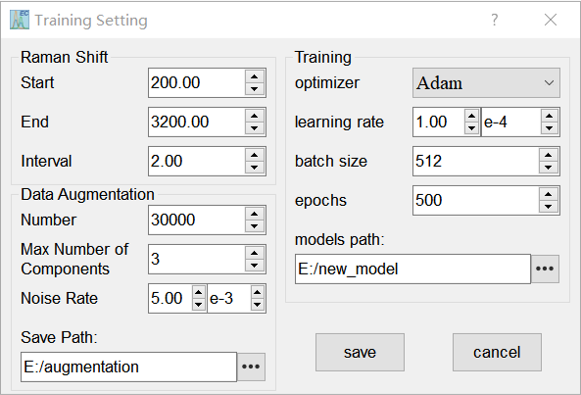 Training Setting
Raman Shift
Start 200.00
End 3200.00
Interval 2.00
Data Augmentation
Number 30000
Max Number of
Components 3
Noise Rate 5.00 e-3
Save Path:
E:/augmentation •••
Training
optimizer Adam
learning rate 1.00 e-4
batch size 512
epochs 500
models path:
E:/new_model •••
save
cancel